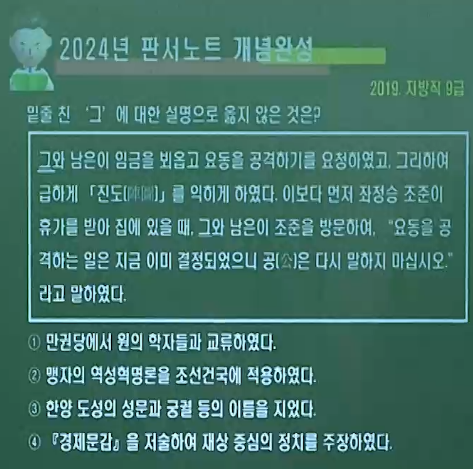 2024년 판서노트 개념완성
2019. 지방직 9급
밑줄 친 '그'에 대한 설명으로 옳지 않은 것은?
그와 남은이 임금을 뵈옵고 요동을 공격하기를 요청하였고, 그리하여
급하게 「진도(陣圖)」를 익히게 하였다. 이보다 먼저 좌정승 조준이
휴가를 받아 집에 있을 때, 그와 남은이 조준을 방문하여, “요동을 공
격하는 일은 지금 이미 결정되었으니 공(公)은 다시 말하지 마십시오.”
라고 말하였다.
① 만권당에서 원의 학자들과 교류하였다.
② 맹자의 역성혁명론을 조선건국에 적용하였다.
③ 한양 도성의 성문과 궁궐 등의 이름을 지었다.
④ 『경제문감』을 저술하여 재상 중심의 정치를 주장하였다.